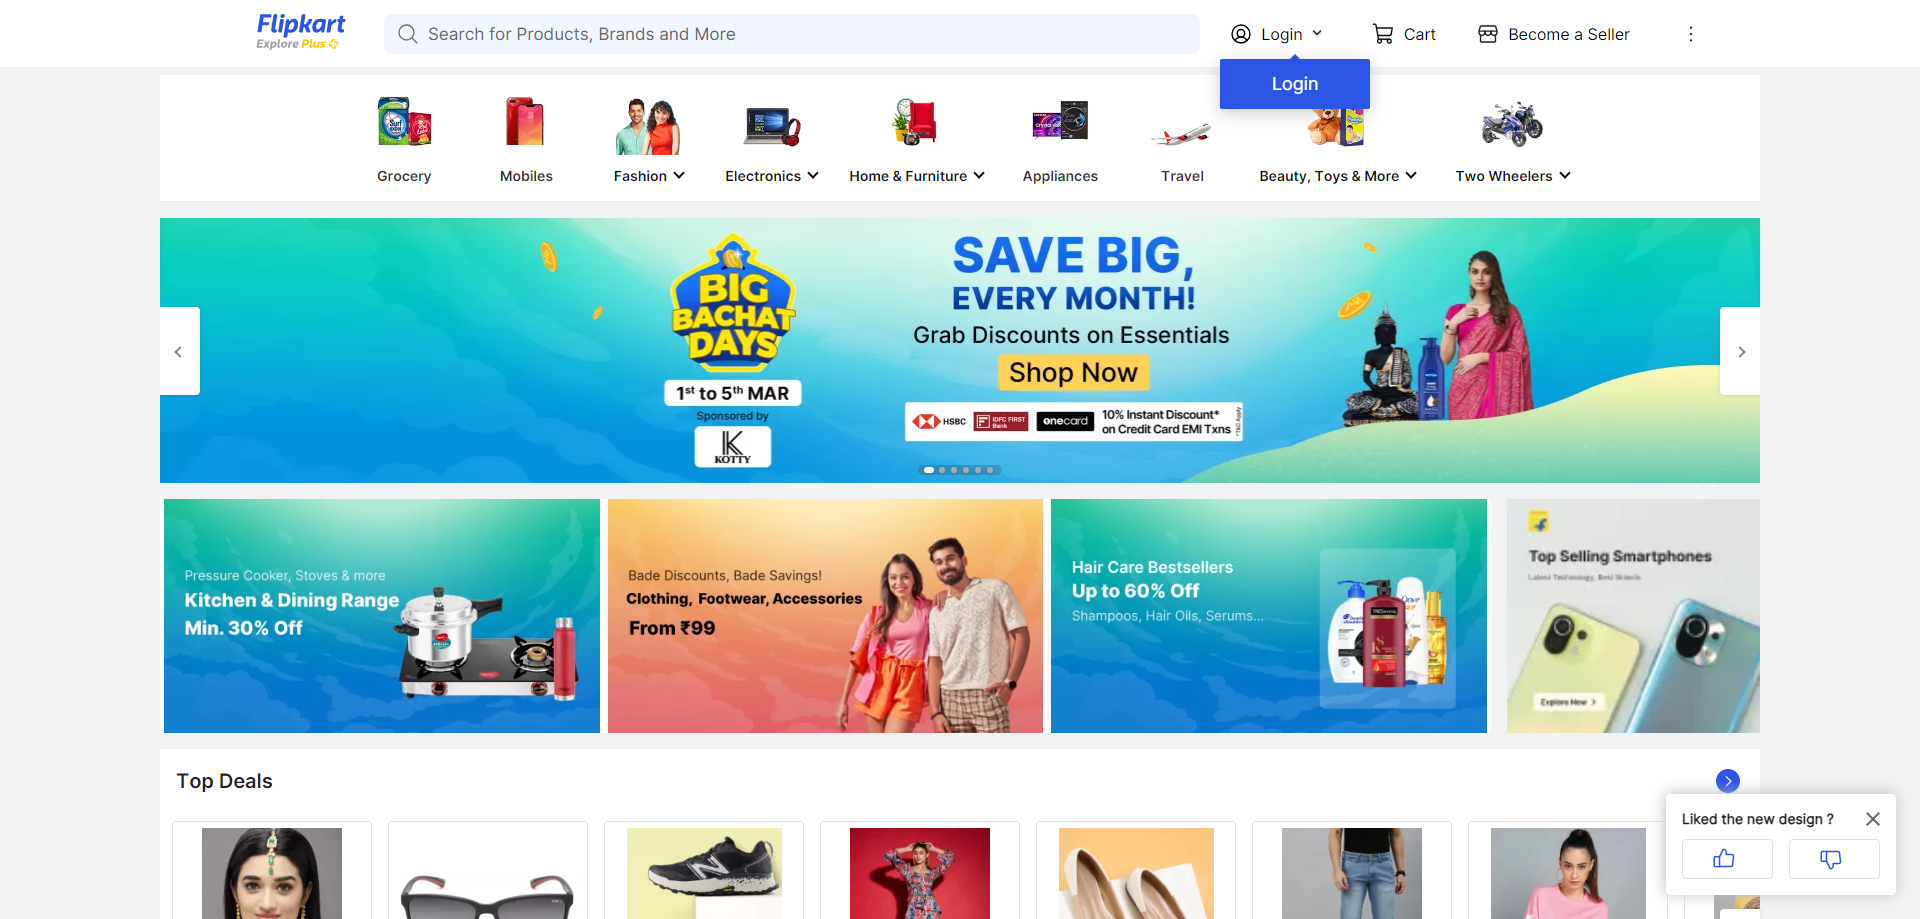 Flipkart
Explore Plus
Search for Products, Brands and More
Login
Cart
Become a Seller
Login
Grocery
Mobiles
Fashion
Electronics
Home & Furniture
Appliances
Travel
Beauty, Toys & More
Two Wheelers
BIG
BACHAT
DAYS
1st to 5th MAR
Sponsored by
K
KOTTY
SAVE BIG,
EVERY MONTH!
Grab Discounts on Essentials
Shop Now
HSBC
IDFC FIRST
Bank
onecard
10% Instant Discount*
on Credit Card EMI Txns
*T&C Apply
Pressure Cooker, Stoves & more
Kitchen & Dining Range
Min. 30% Off
Bade Discounts, Bade Savings!
Clothing, Footwear, Accessories
From ₹99
Hair Care Bestsellers
Up to 60% Off
Shampoos, Hair Oils, Serums...
TRESemmé
Dove
Top Selling Smartphones
Latest Technology, Best Brands
Explore Now
Top Deals
Liked the new design ?